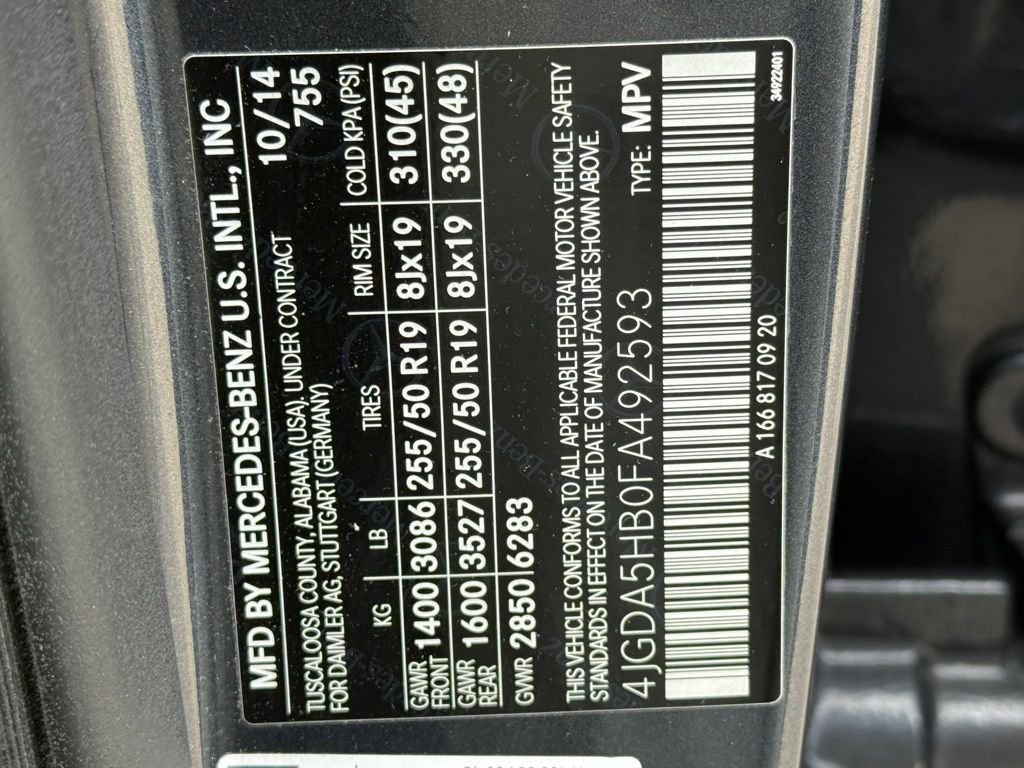 MFD BY MERCEDES-BENZ U.S. INTL., INC
TUSCALOOSA COUNTY, ALABAMA (USA), UNDER CONTRACT 10/14
FOR DAIMLER AG, STUTTGART (GERMANY) 755
KG LB TIRES RIM SIZE COLD KPA (PSI)
GAWR FRONT 1400 3086 255/50 R19 8Jx19 310(45)
GAWR REAR 1600 3527 255/50 R19 8Jx19 330(48)
GVWR 2850 6283
THIS VEHICLE CONFORMS TO ALL APPLICABLE FEDERAL MOTOR VEHICLE SAFETY
STANDARDS IN EFFECT ON THE DATE OF MANUFACTURE SHOWN ABOVE.
4JGDA5HB0FA492593 TYPE: MPV
A 166 817 09 20
34922401